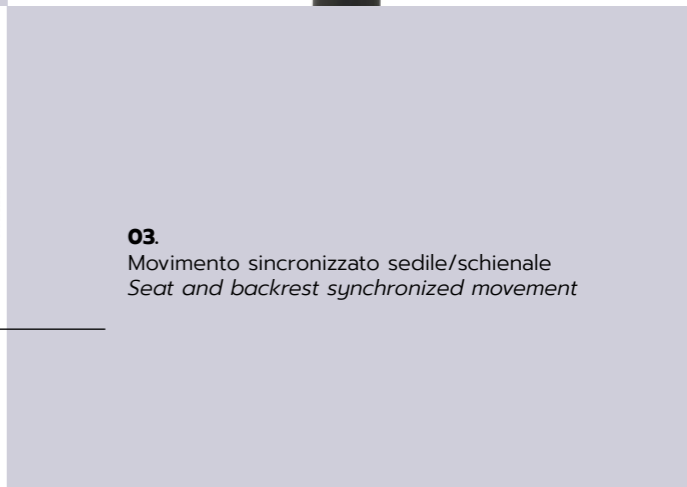 03.
Movimento sincronizzato sedile/schienale
Seat and backrest synchronized movement